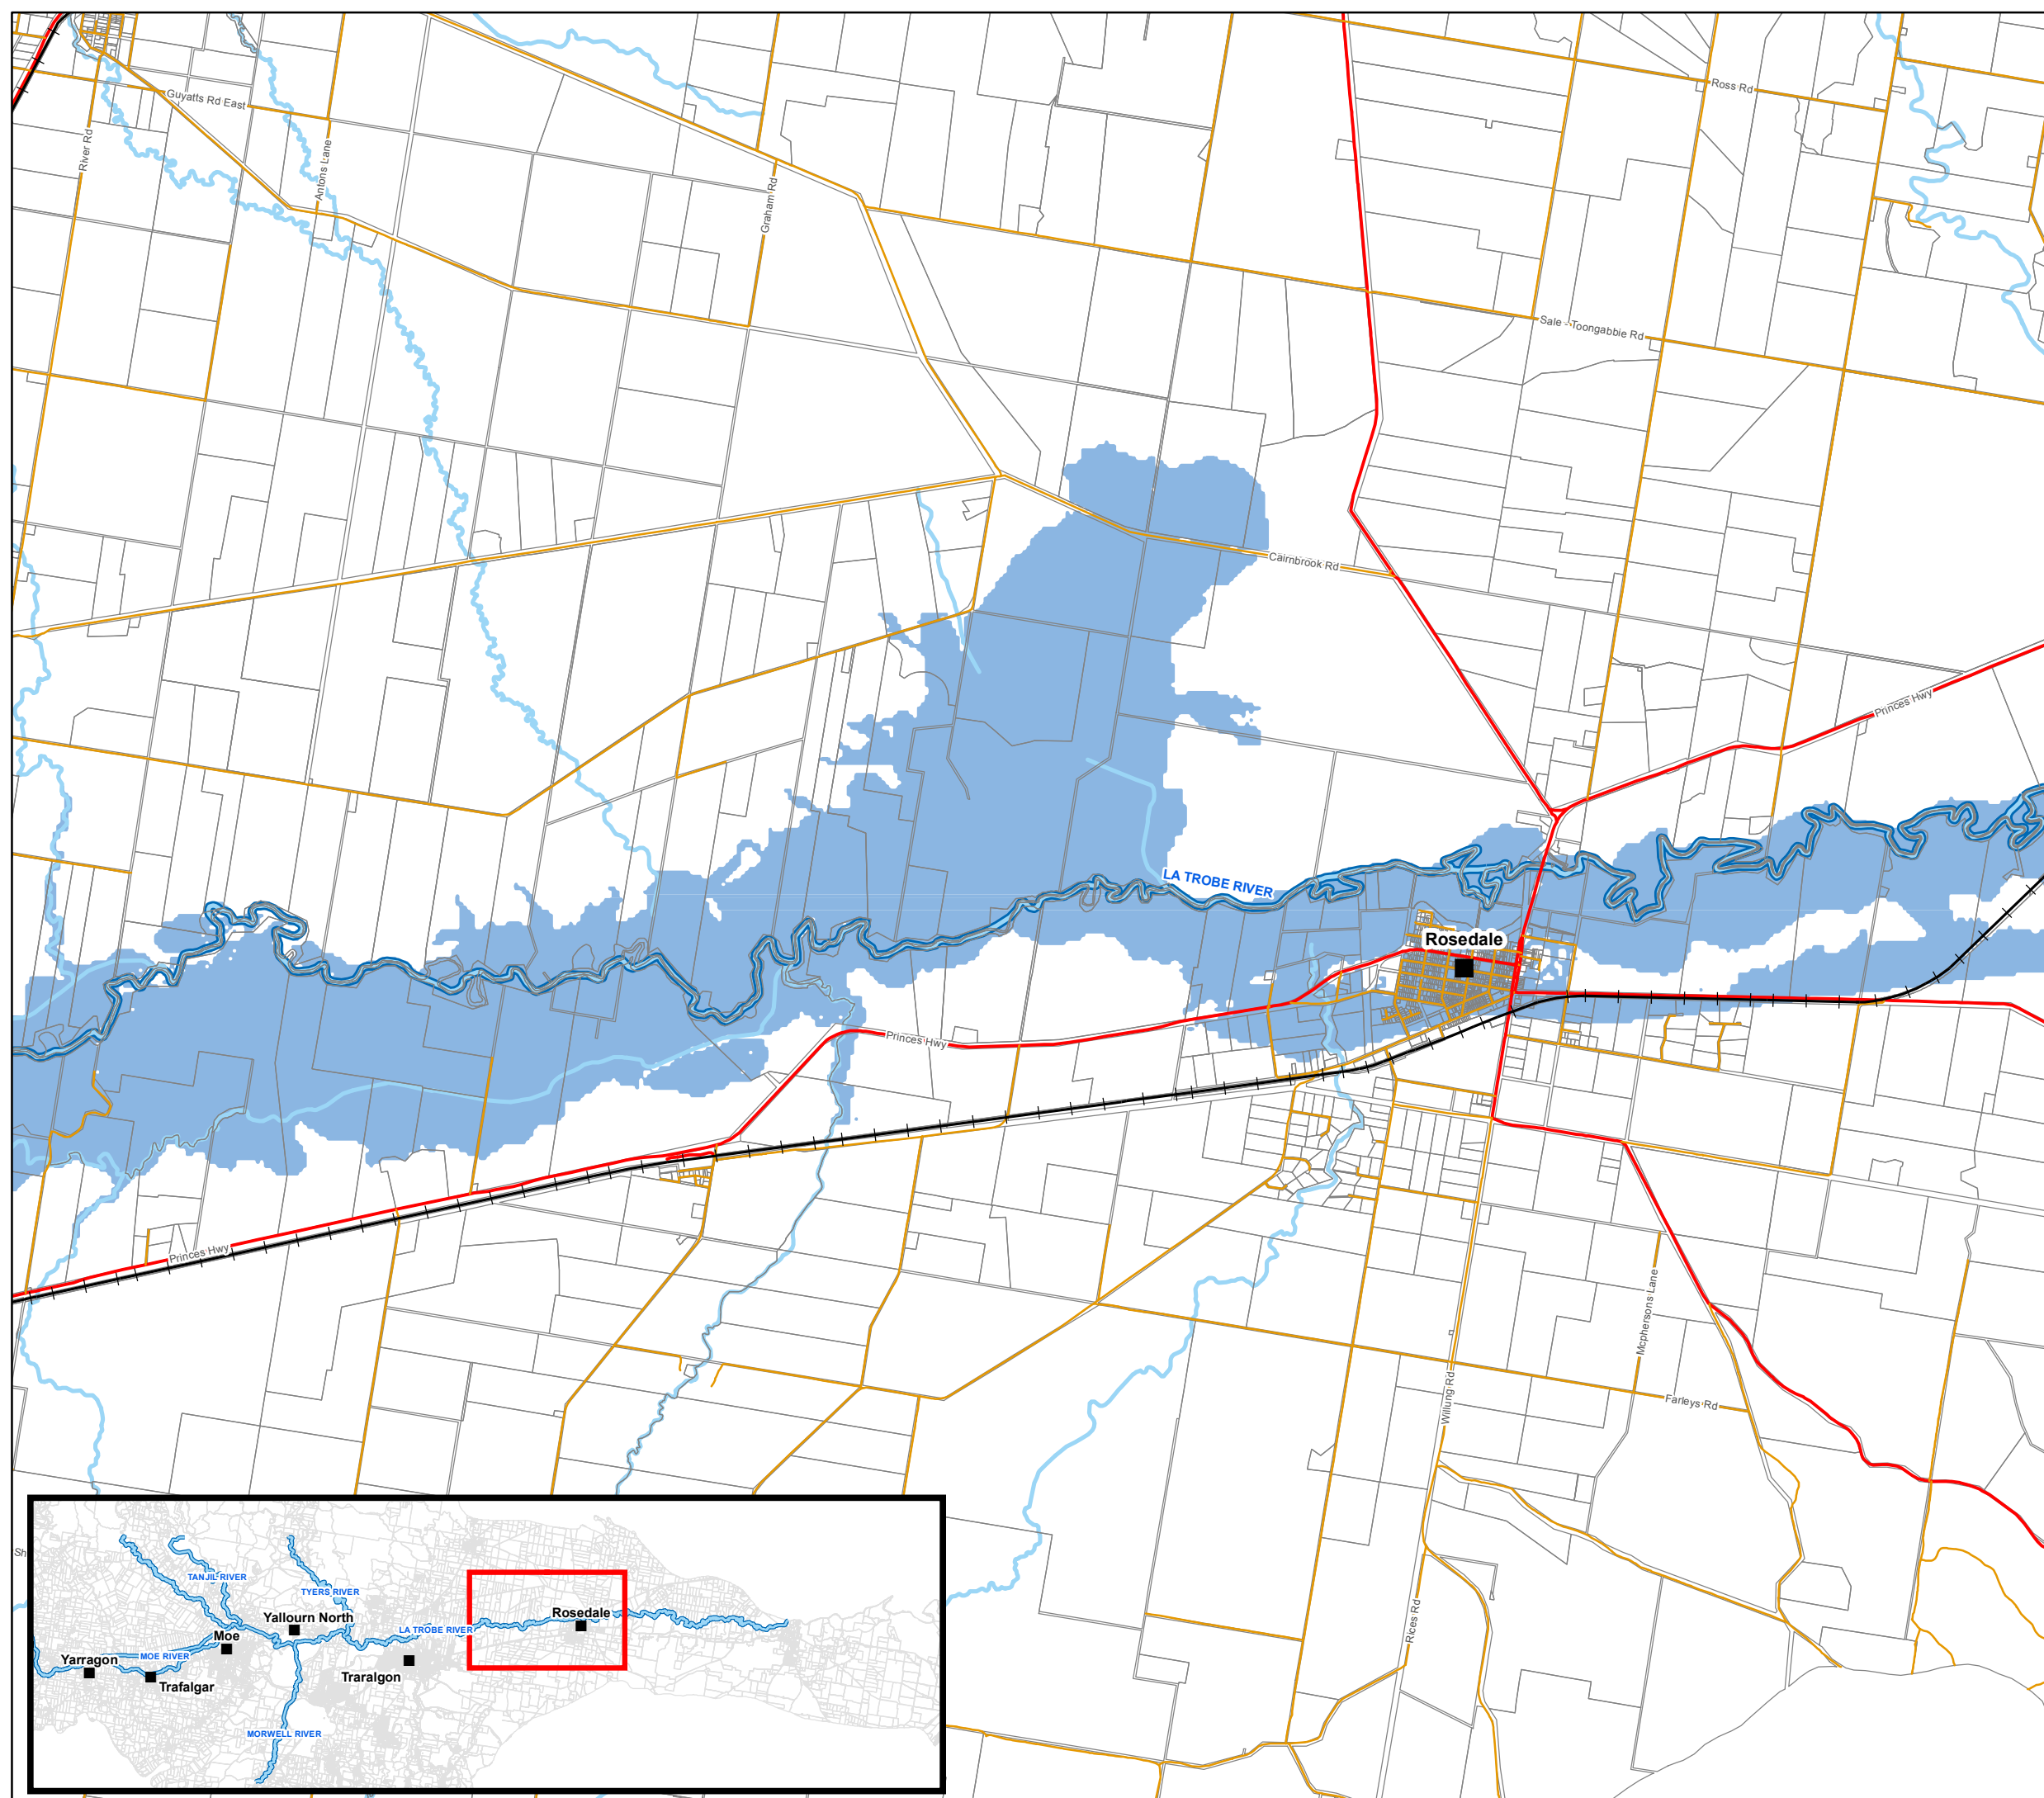 Ross Rd
Guyatts Rd East
River Rd
Antons Lane
Graham Rd
Sale - Toongabbie Rd
Cairnbrook Rd
Princes Hwy
LA TROBE RIVER
Rosedale
Princes Hwy
Princes Hwy
Mcphersons Lane
Willung Rd
Farleys Rd
Sh
Rices Rd
TANJIL RIVER
TYERS RIVER
Yallourn North
Rosedale
LA TROBE RIVER
Moe
MOE RIVER
Yarragon
Traralgon
Trafalgar
MORWELL RIVER